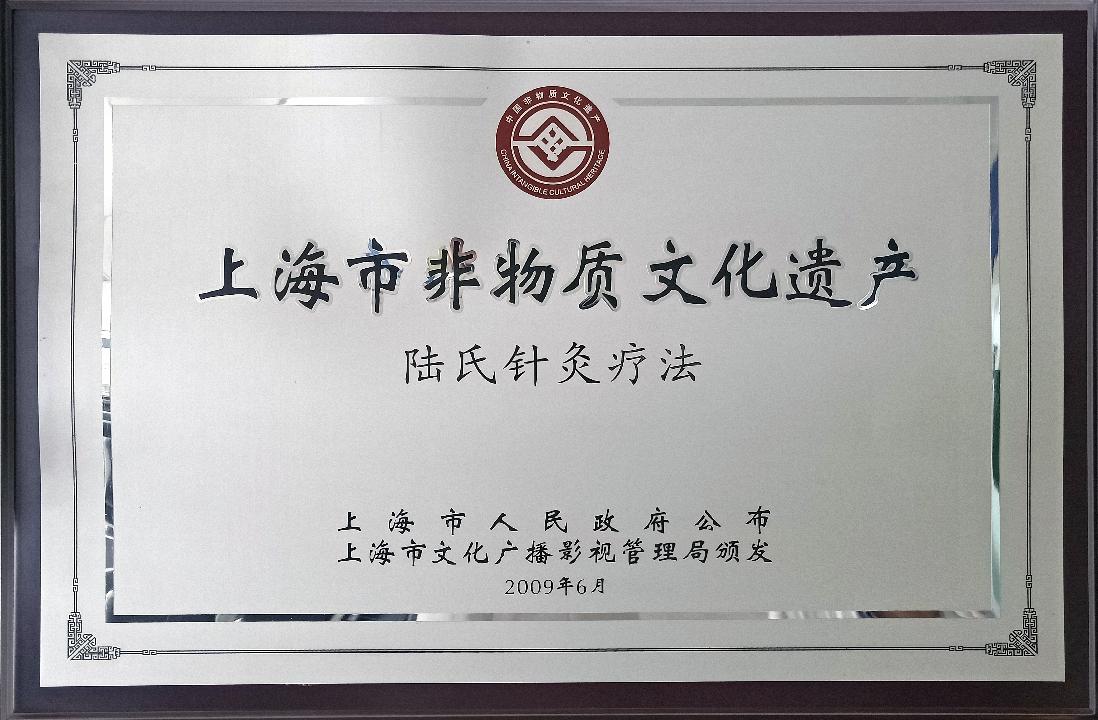 中国非物质文化遗产
CHINA INTANGIBLE CULTURAL HERITAGE
上海市非物质文化遗产
陆氏针灸疗法
上海市人民政府公布
上海市文化广播影视管理局颁发
2009年6月